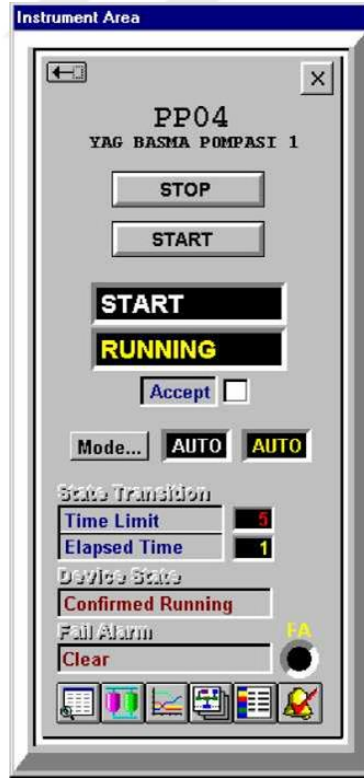 Instrument Area
PP04
YAG BASMA POMPASI 1
STOP
START
START
RUNNING
Accept
Mode... AUTO AUTO
State Transition
Time Limit 5
Elapsed Time 1
Device State
Confirmed Running
Fail Alarm FA
Clear